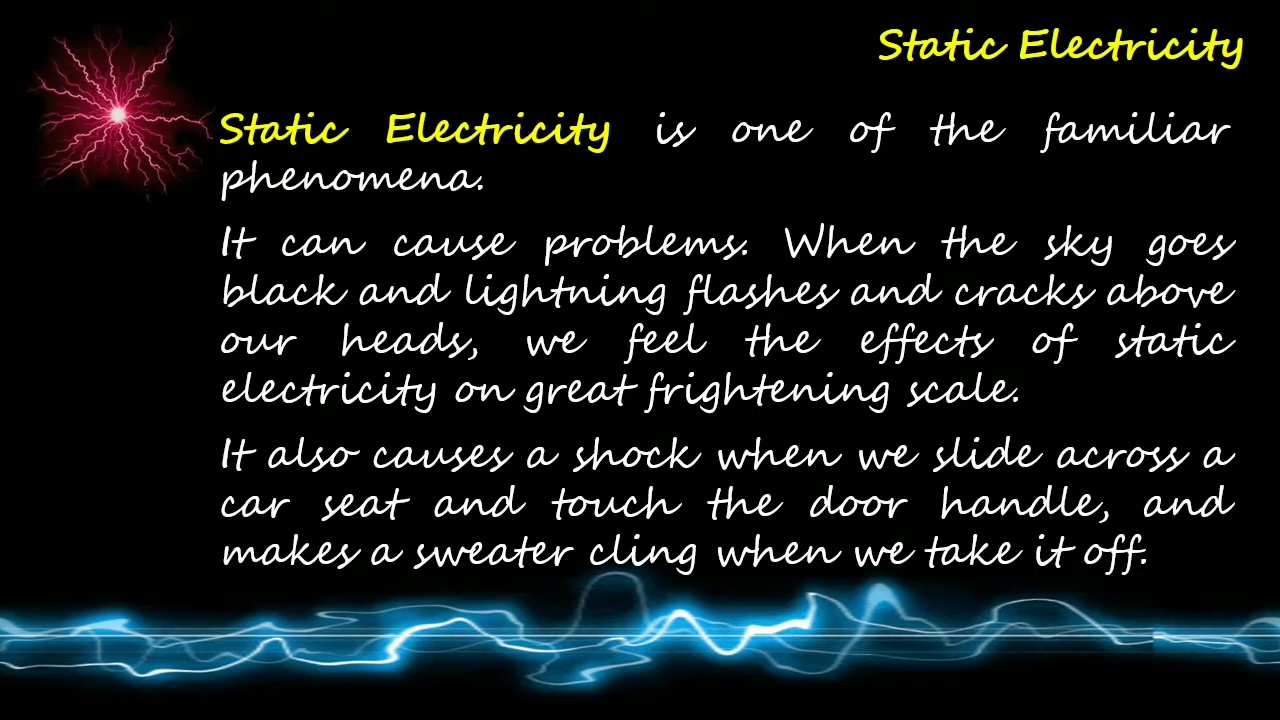 Static Electricity
Static Electricity is one of the familiar
phenomena.
It can cause problems. When the sky goes
black and lightning flashes and cracks above
our heads, we feel the effects of static
electricity on great frightening scale.
It also causes a shock when we slide across a
car seat and touch the door handle, and
makes a sweater cling when we take it off.